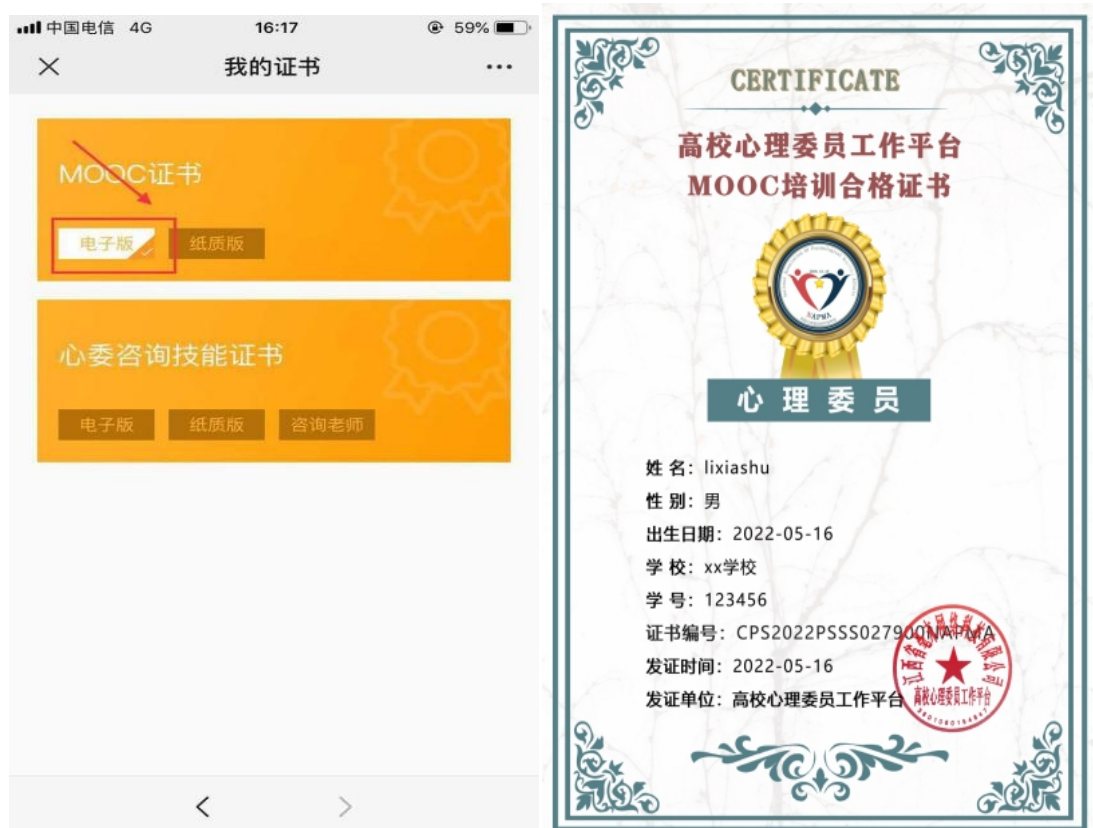 中国电信 4G 16:17 59%
我的证书
MOOC证书
电子版 纸质版
心委咨询技能证书
电子版 纸质版 咨询老师
CERTIFICATE
高校心理委员工作平台
MOOC培训合格证书
NAPMA
心理委员
姓 名：lixiashu
性 别：男
出生日期：2022-05-16
学 校：xx学校
学 号：123456
证书编号：CPS2022PSSS027900NAPMA
发证时间：2022-05-16
发证单位：高校心理委员工作平台
高校心理委员工作平台